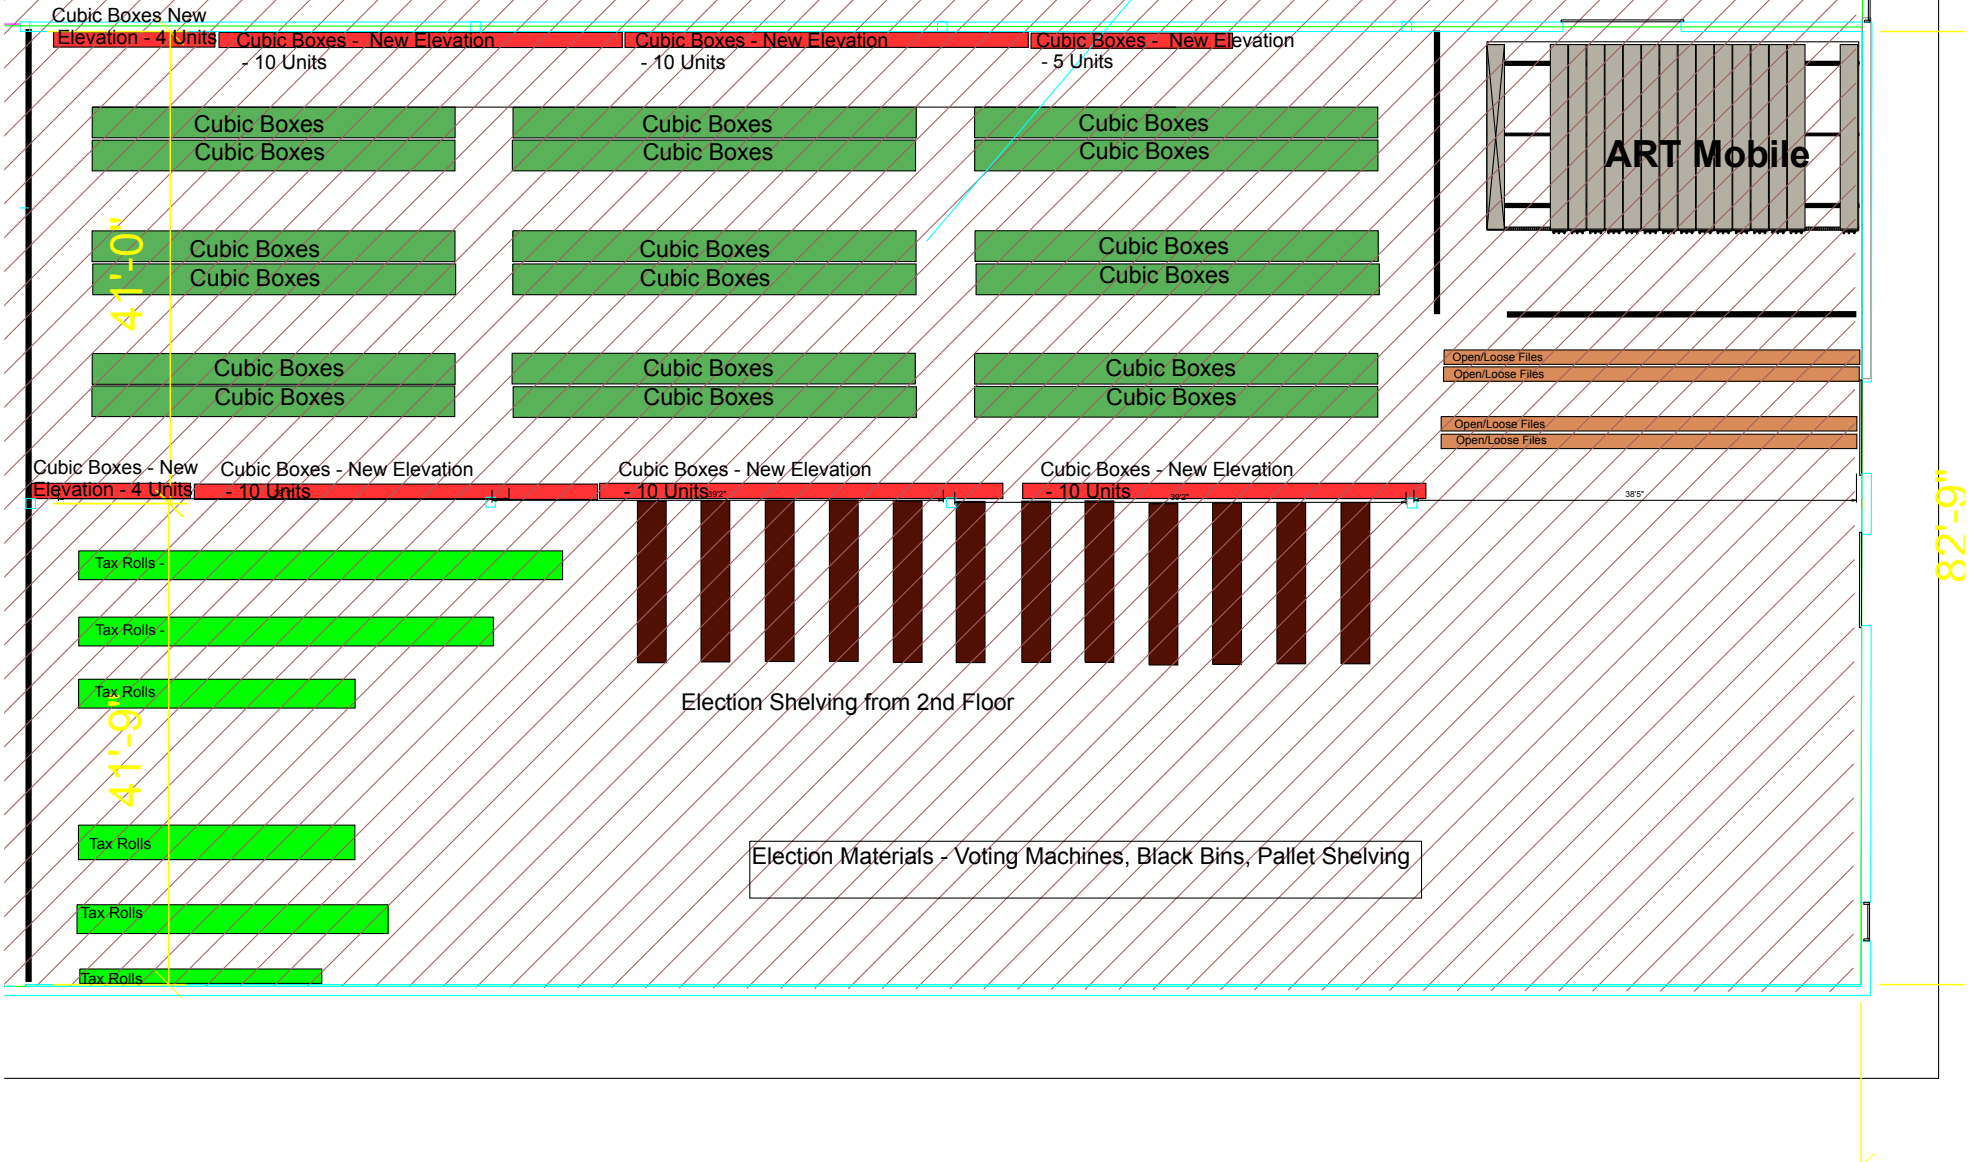 Cubic Boxes New
Elevation - 4 Units
Cubic Boxes - New Elevation
- 10 Units
Cubic Boxes - New Elevation
- 10 Units
Cubic Boxes - New Elevation
- 5 Units
Cubic Boxes
Cubic Boxes
Cubic Boxes
Cubic Boxes
Cubic Boxes
Cubic Boxes
ART Mobile
41'-0"
Cubic Boxes
Cubic Boxes
Cubic Boxes
Cubic Boxes
Cubic Boxes
Cubic Boxes
Cubic Boxes
Cubic Boxes
Cubic Boxes
Cubic Boxes
Cubic Boxes
Cubic Boxes
Open/Loose Files
Open/Loose Files
Open/Loose Files
Open/Loose Files
Cubic Boxes - New
Elevation - 4 Units
Cubic Boxes - New Elevation
- 10 Units
Cubic Boxes - New Elevation
- 10 Units
39'2"
Cubic Boxes - New Elevation
- 10 Units
39'2"
38'5"
82'-9"
Tax Rolls -
Tax Rolls -
Tax Rolls
41'-9"
Election Shelving from 2nd Floor
Tax Rolls
Election Materials - Voting Machines, Black Bins, Pallet Shelving
Tax Rolls
Tax Rolls